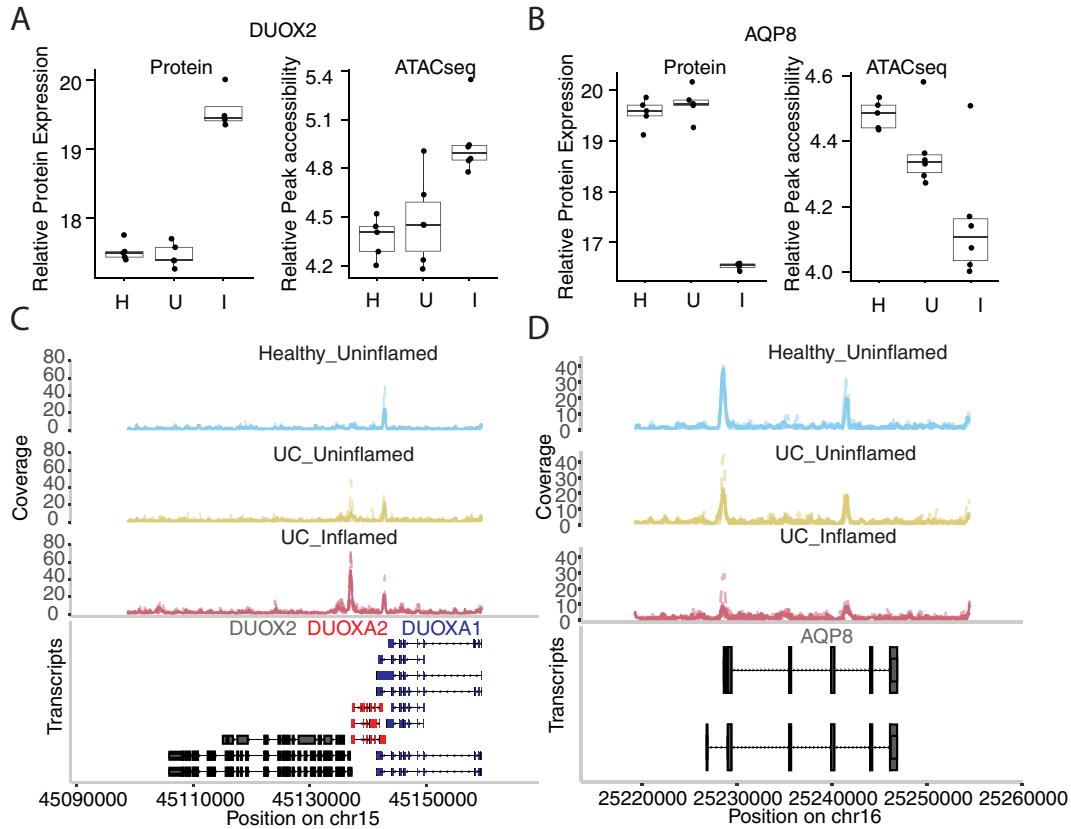 A
DUOX2
Protein
ATACseq
Relative Protein Expression
20
19
18
H U I
Relative Peak accessibility
5.4
5.1
4.8
4.5
4.2
H U I
B
AQP8
Protein
ATACseq
Relative Protein Expression
20
19
18
17
H U I
Relative Peak accessibility
4.6
4.4
4.2
4.0
H U I
C
Coverage
Healthy_Uninflamed
80
60
40
20
0
UC_Uninflamed
80
60
40
20
0
UC_Inflamed
80
60
40
20
0
Transcripts
DUOX2 DUOXA2 DUOXA1
45090000 45110000 45130000 45150000
Position on chr15
D
Coverage
Healthy_Uninflamed
40
30
20
10
0
UC_Uninflamed
40
30
20
10
0
UC_Inflamed
40
30
20
10
0
Transcripts
AQP8
25220000 25230000 25240000 25250000 25260000
Position on chr16